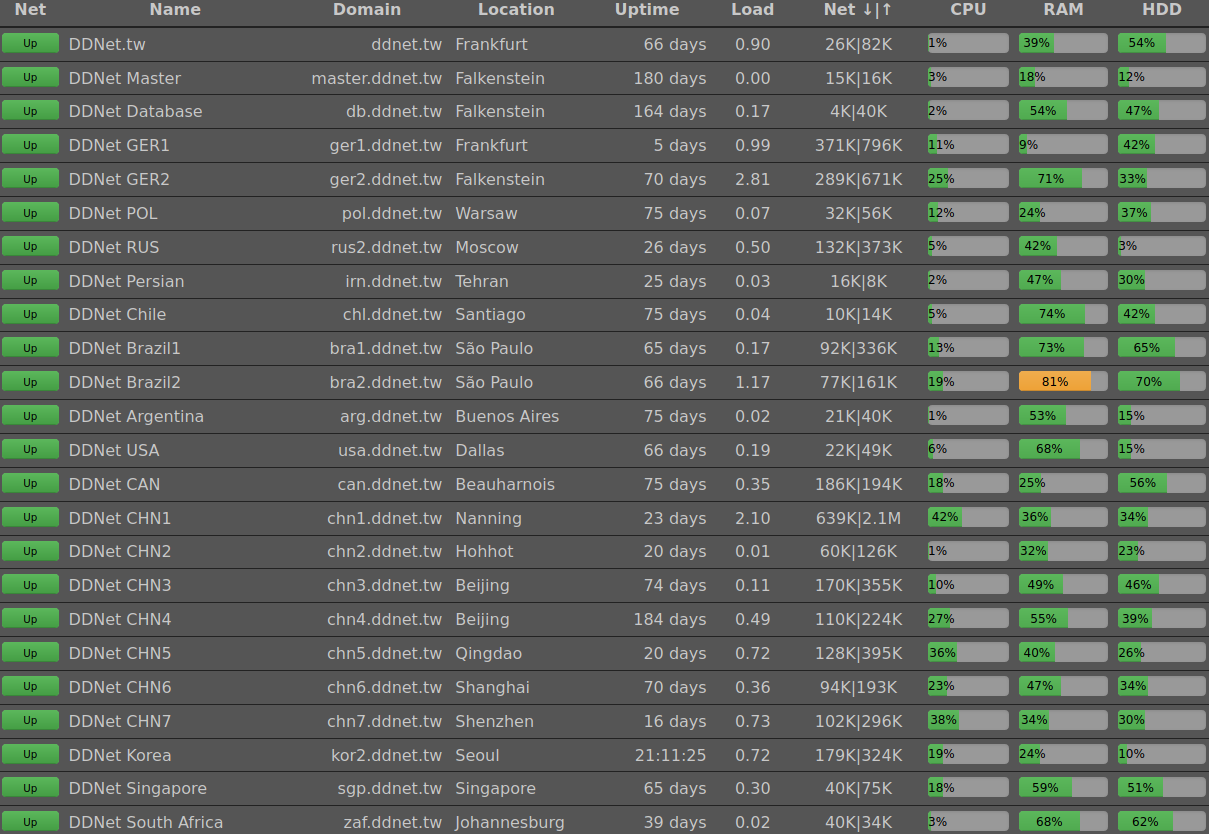 Net Name Domain Location Uptime Load Net ↓|↑ CPU RAM HDD
Up DDNet.tw ddnet.tw Frankfurt 66 days 0.90 26K|82K 1% 39% 54%
Up DDNet Master master.ddnet.tw Falkenstein 180 days 0.00 15K|16K 3% 18% 12%
Up DDNet Database db.ddnet.tw Falkenstein 164 days 0.17 4K|40K 2% 54% 47%
Up DDNet GER1 ger1.ddnet.tw Frankfurt 5 days 0.99 371K|796K 11% 9% 42%
Up DDNet GER2 ger2.ddnet.tw Falkenstein 70 days 2.81 289K|671K 25% 71% 33%
Up DDNet POL pol.ddnet.tw Warsaw 75 days 0.07 32K|56K 12% 24% 37%
Up DDNet RUS rus2.ddnet.tw Moscow 26 days 0.50 132K|373K 5% 42% 3%
Up DDNet Persian irn.ddnet.tw Tehran 25 days 0.03 16K|8K 2% 47% 30%
Up DDNet Chile chl.ddnet.tw Santiago 75 days 0.04 10K|14K 5% 74% 42%
Up DDNet Brazil1 bra1.ddnet.tw São Paulo 65 days 0.17 92K|336K 13% 73% 65%
Up DDNet Brazil2 bra2.ddnet.tw São Paulo 66 days 1.17 77K|161K 19% 81% 70%
Up DDNet Argentina arg.ddnet.tw Buenos Aires 75 days 0.02 21K|40K 1% 53% 15%
Up DDNet USA usa.ddnet.tw Dallas 66 days 0.19 22K|49K 6% 68% 15%
Up DDNet CAN can.ddnet.tw Beauharnois 75 days 0.35 186K|194K 18% 25% 56%
Up DDNet CHN1 chn1.ddnet.tw Nanning 23 days 2.10 639K|2.1M 42% 36% 34%
Up DDNet CHN2 chn2.ddnet.tw Hohhot 20 days 0.01 60K|126K 1% 32% 23%
Up DDNet CHN3 chn3.ddnet.tw Beijing 74 days 0.11 170K|355K 10% 49% 46%
Up DDNet CHN4 chn4.ddnet.tw Beijing 184 days 0.49 110K|224K 27% 55% 39%
Up DDNet CHN5 chn5.ddnet.tw Qingdao 20 days 0.72 128K|395K 36% 40% 26%
Up DDNet CHN6 chn6.ddnet.tw Shanghai 70 days 0.36 94K|193K 23% 47% 34%
Up DDNet CHN7 chn7.ddnet.tw Shenzhen 16 days 0.73 102K|296K 38% 34% 30%
Up DDNet Korea kor2.ddnet.tw Seoul 21:11:25 0.72 179K|324K 19% 24% 10%
Up DDNet Singapore sgp.ddnet.tw Singapore 65 days 0.30 40K|75K 18% 59% 51%
Up DDNet South Africa zaf.ddnet.tw Johannesburg 39 days 0.02 40K|34K 3% 68% 62%